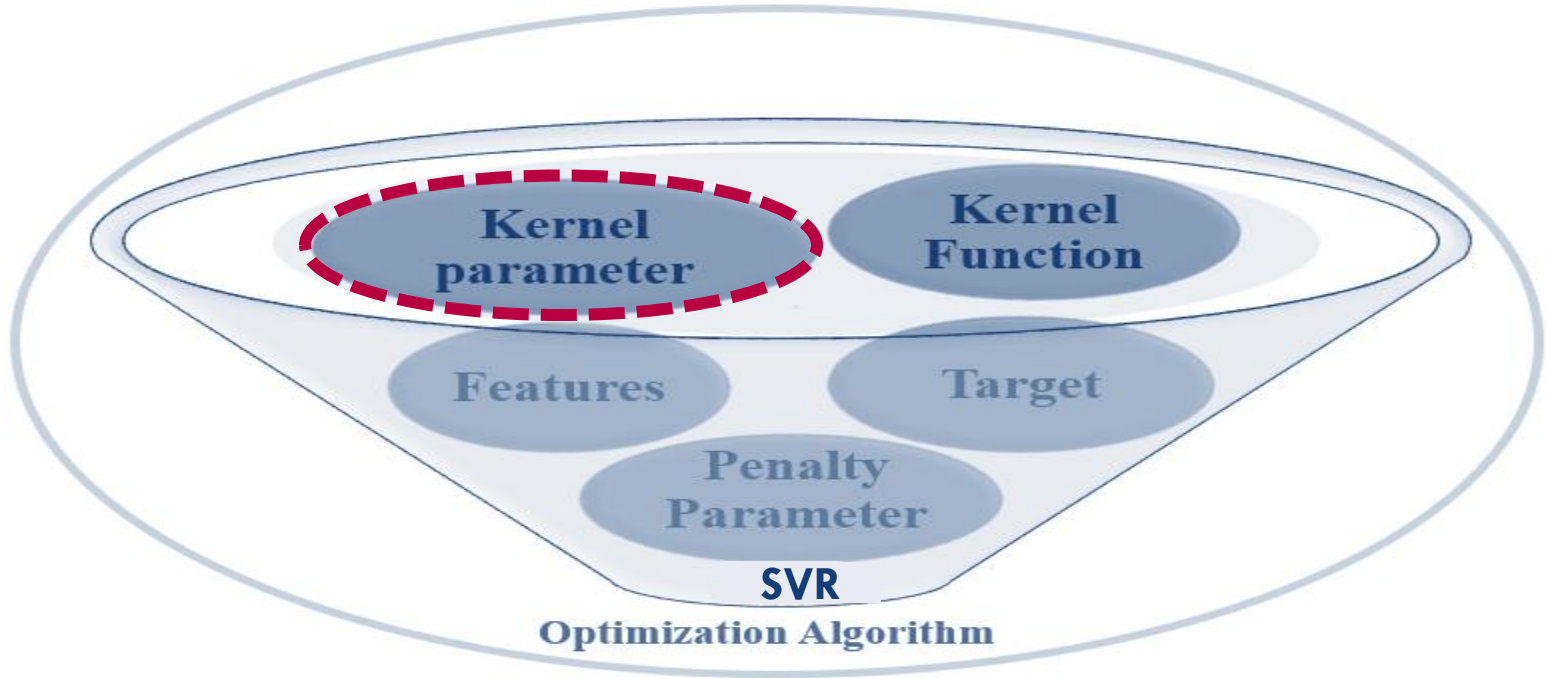 Kernel
parameter
Kernel
Function
Features
Target
Penalty
Parameter
SVR
Optimization Algorithm